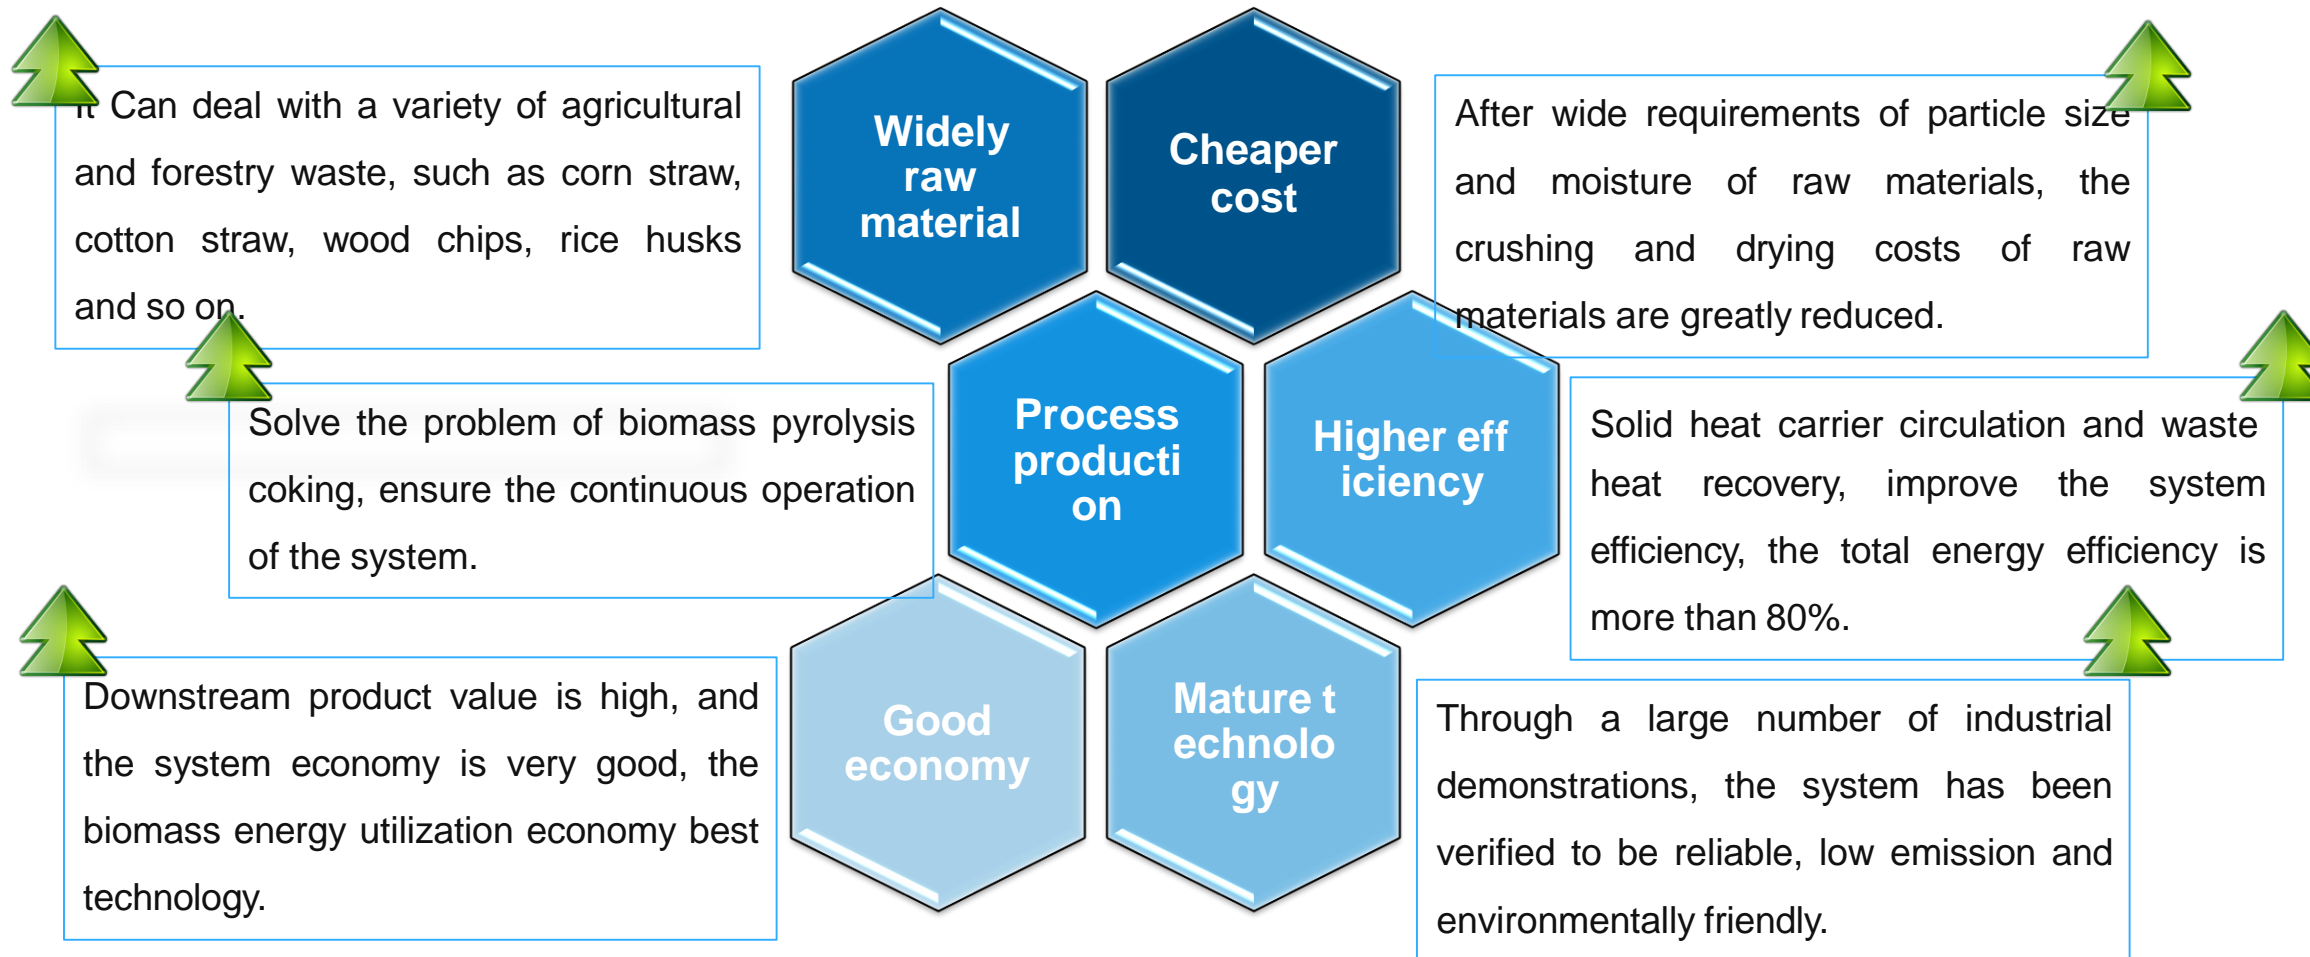 It Can deal with a variety of agricultural
and forestry waste, such as corn straw,
cotton straw, wood chips, rice husks
and so on.
Widely
raw
material
Cheaper
cost
After wide requirements of particle size
and moisture of raw materials, the
crushing and drying costs of raw
materials are greatly reduced.
Solve the problem of biomass pyrolysis
coking, ensure the continuous operation
of the system.
Process
producti
on
Higher eff
iciency
Solid heat carrier circulation and waste
heat recovery, improve the system
efficiency, the total energy efficiency is
more than 80%.
Downstream product value is high, and
the system economy is very good, the
biomass energy utilization economy best
technology.
Good
economy
Mature t
echnolo
gy
Through a large number of industrial
demonstrations, the system has been
verified to be reliable, low emission and
environmentally friendly.